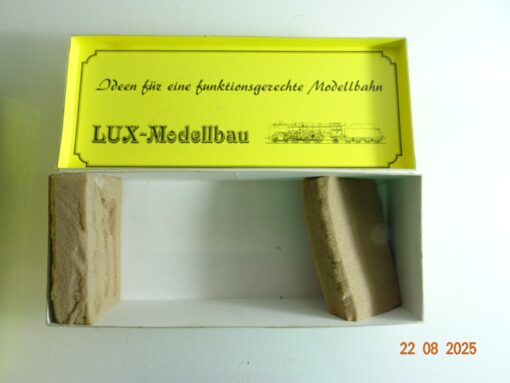 Ideen für eine funktionsgerechte Modellbahn
LUX-Modellbau
22 08 2025